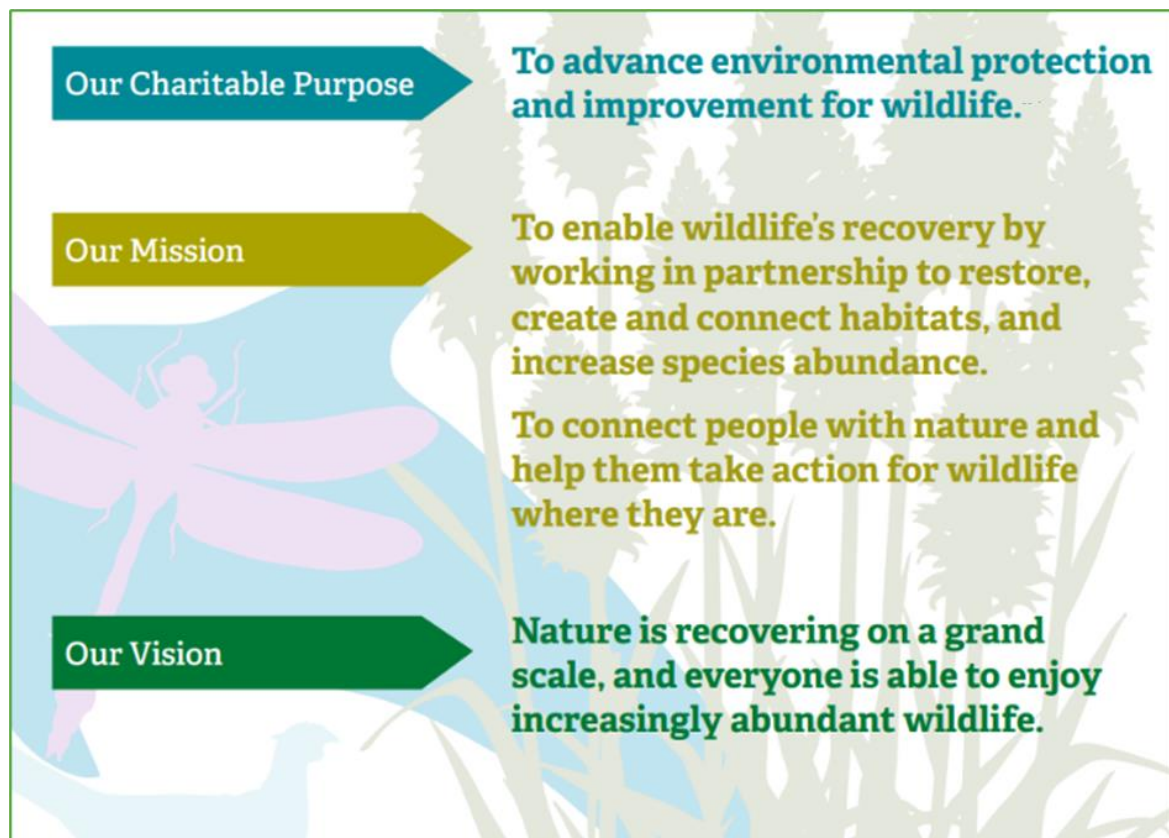 Our Charitable Purpose
To advance environmental protection
and improvement for wildlife.
Our Mission
To enable wildlife's recovery by
working in partnership to restore,
create and connect habitats, and
increase species abundance.
To connect people with nature and
help them take action for wildlife
where they are.
Our Vision
Nature is recovering on a grand
scale, and everyone is able to enjoy
increasingly abundant wildlife.